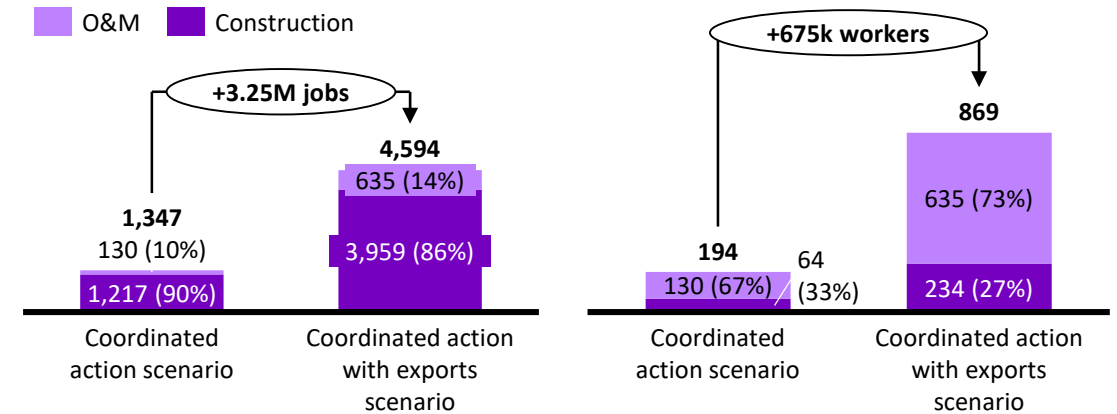 O&M
Construction
+3.25M jobs
4,594
635 (14%)
1,347
130 (10%)
3,959 (86%)
1,217 (90%)
Coordinated
action scenario
Coordinated action
with exports
scenario
+675k workers
869
635 (73%)
194
64
(33%)
130 (67%)
234 (27%)
Coordinated
action scenario
Coordinated action
with exports
scenario